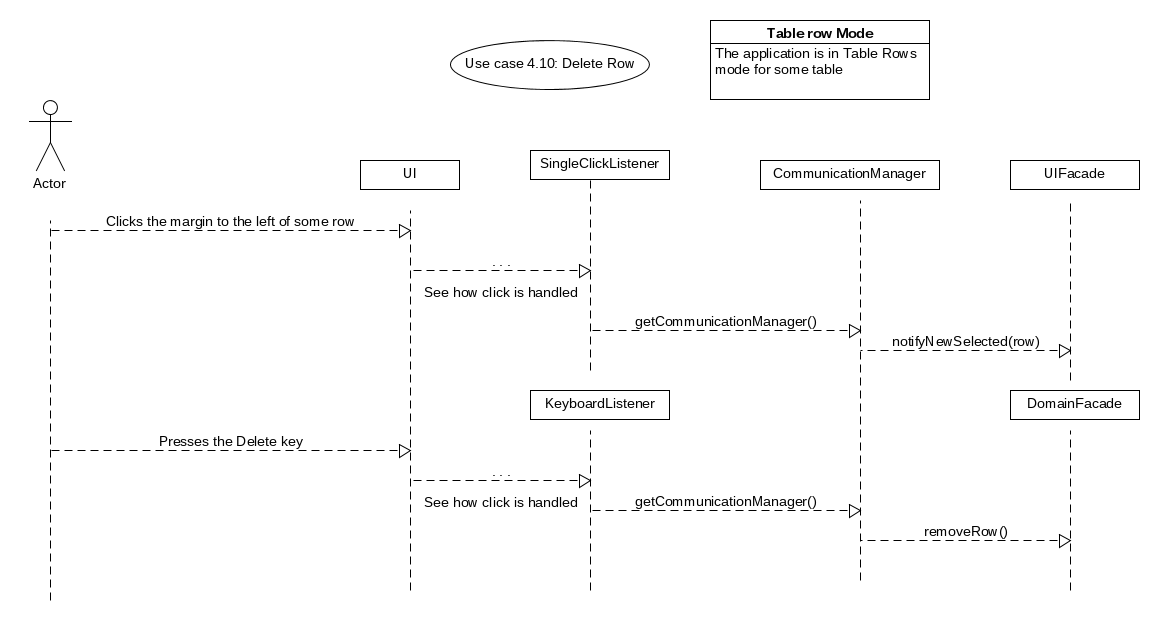 Table row Mode
Use case 4.10: Delete Row
The application is in Table Rows
mode for some table
Actor
UI
SingleClickListener
CommunicationManager
UIFacade
Clicks the margin to the left of some row
. . .
See how click is handled
getCommunicationManager()
notifyNewSelected(row)
KeyboardListener
DomainFacade
Presses the Delete key
. . .
See how click is handled
getCommunicationManager()
removeRow()